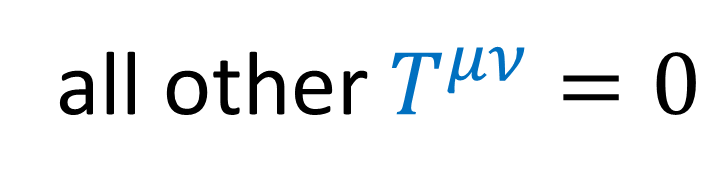 all other T^{μν} = 0